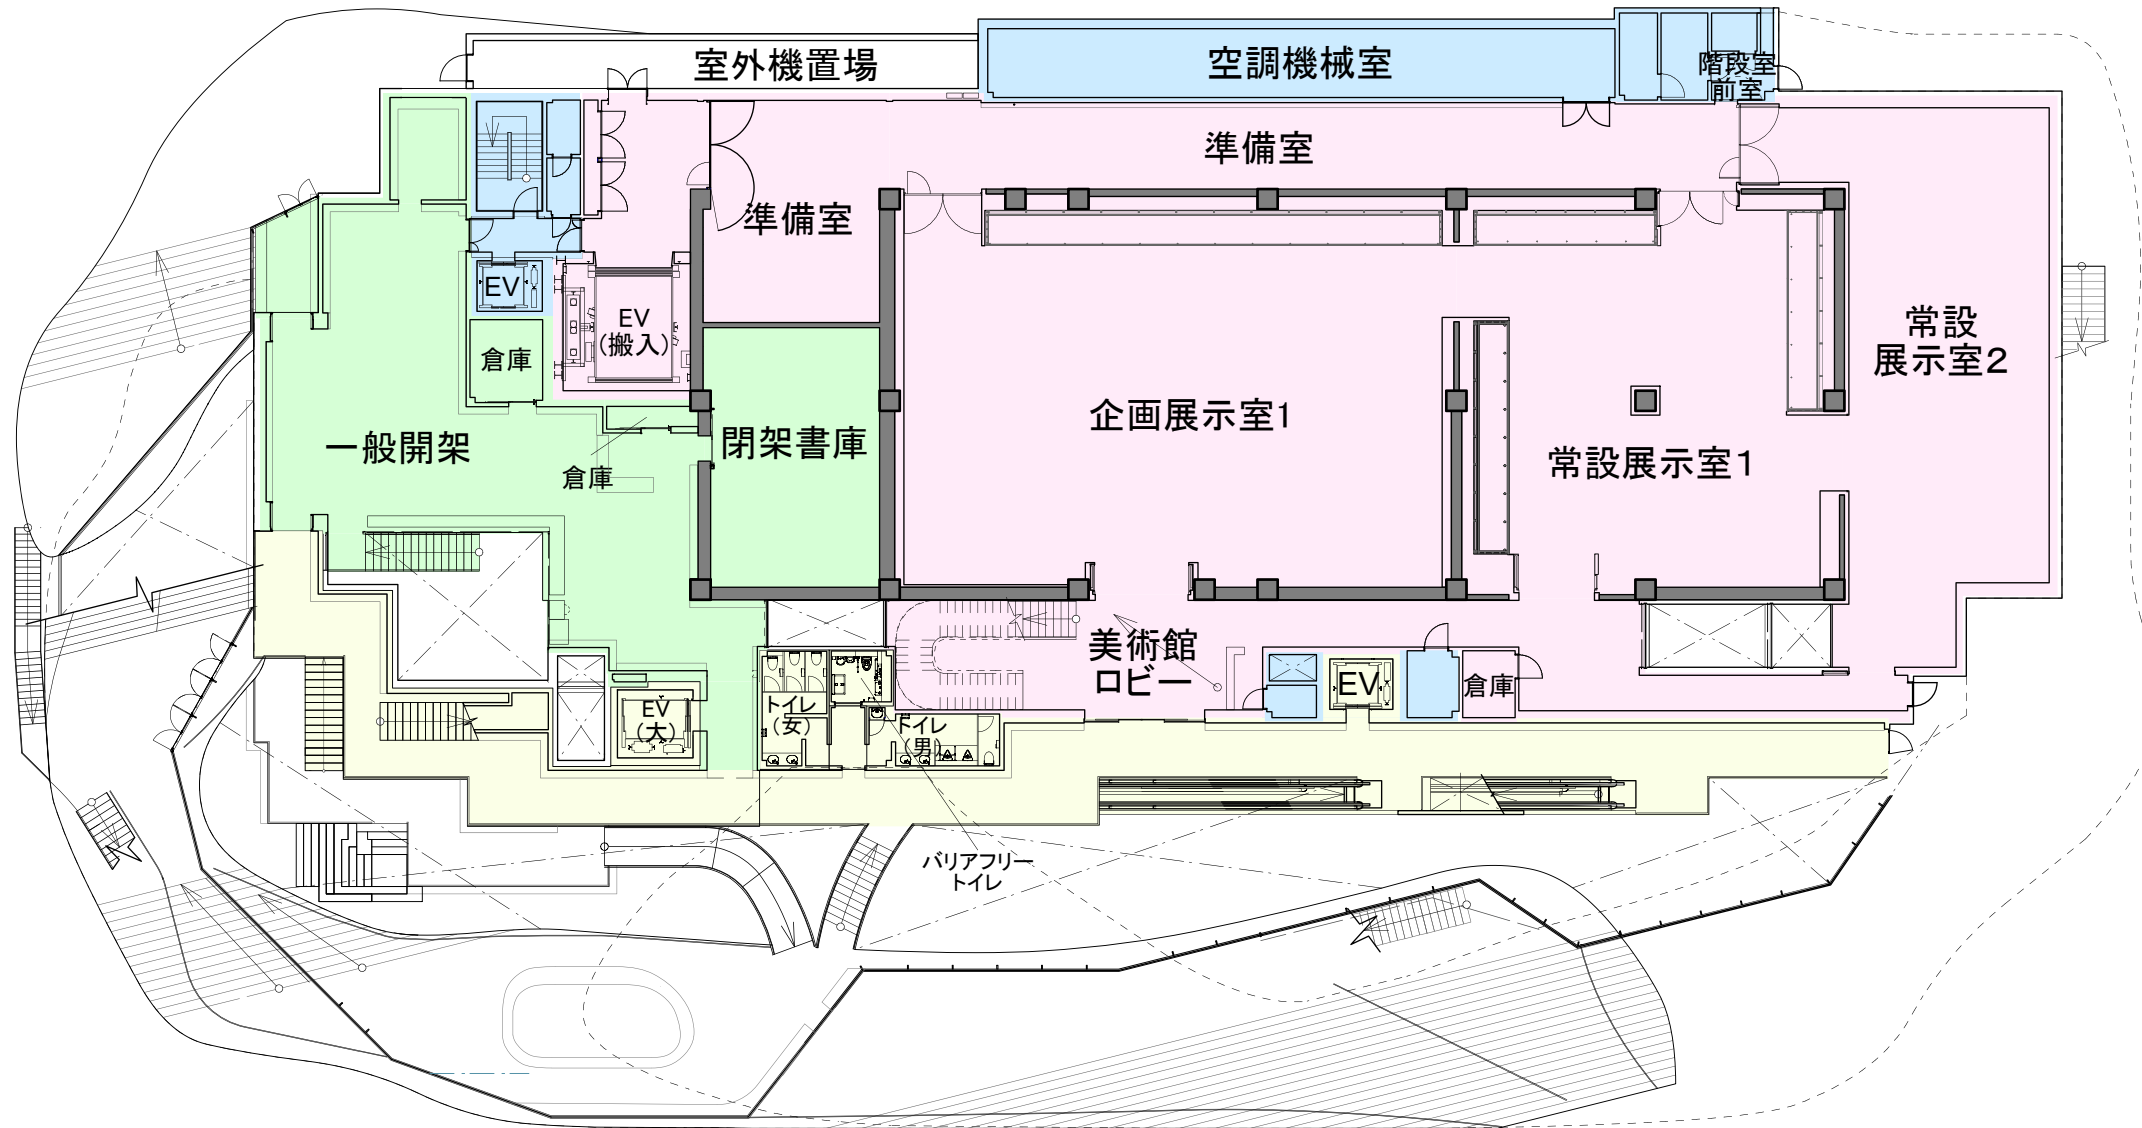 室外機置場
空調機械室
階段室
前室
準備室
準備室
EV
EV
(搬入)
倉庫
常設
展示室2
一般開架
倉庫
閉架書庫
企画展示室1
常設展示室1
美術館
ロビー
EV
倉庫
EV
(大)
トイレ
(女)
トイレ
(男)
バリアフリー
トイレ